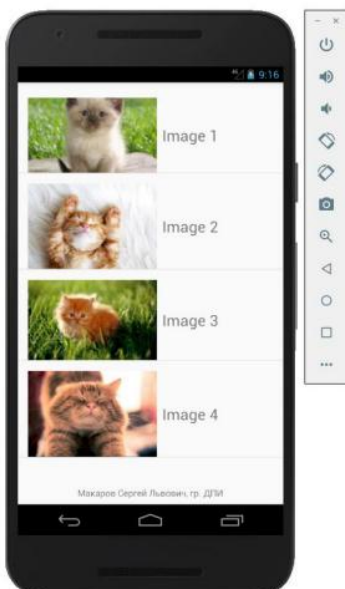 9:16
Image 1
Image 2
Image 3
Image 4
Макаров Сергей Львович, гр. ДПИ